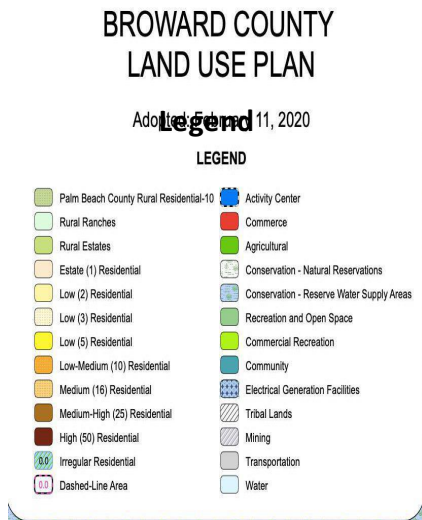 BROWARD COUNTY
LAND USE PLAN
Adopted: February 11, 2020
Legend
LEGEND
Palm Beach County Rural Residential-10
Rural Ranches
Rural Estates
Estate (1) Residential
Low (2) Residential
Low (3) Residential
Low (5) Residential
Low-Medium (10) Residential
Medium (16) Residential
Medium-High (25) Residential
High (50) Residential
0.0 Irregular Residential
0.0 Dashed-Line Area
Activity Center
Commerce
Agricultural
Conservation - Natural Reservations
Conservation - Reserve Water Supply Areas
Recreation and Open Space
Commercial Recreation
Community
Electrical Generation Facilities
Tribal Lands
Mining
Transportation
Water